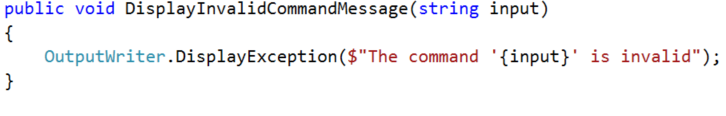 public void DisplayInvalidCommandMessage(string input)
{
    OutputWriter.DisplayException($"The command '{input}' is invalid");
}